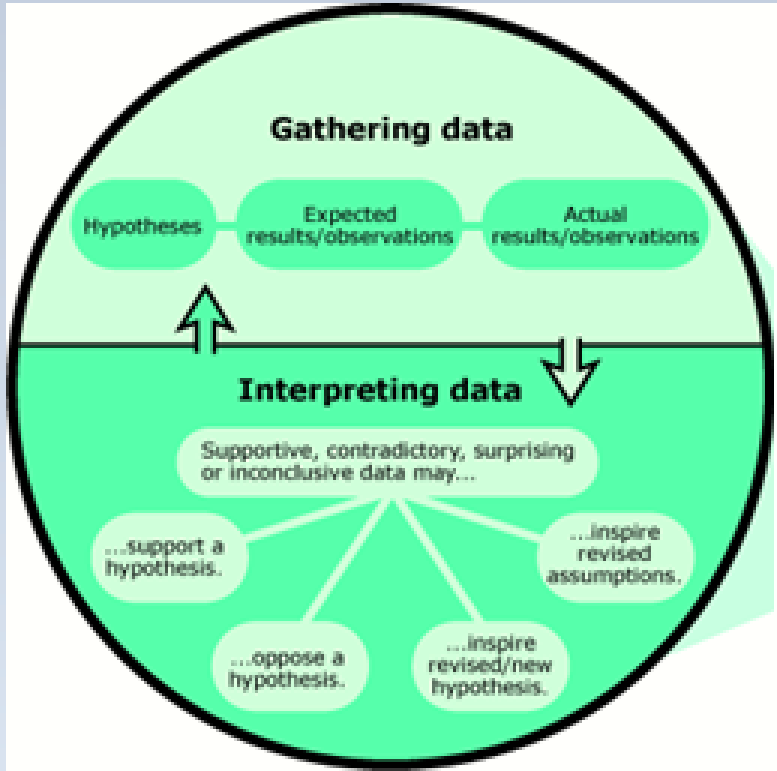 Gathering data
Hypotheses
Expected
results/observations
Actual
results/observations
Interpreting data
Supportive, contradictory, surprising
or inconclusive data may...
...support a
hypothesis.
...oppose a
hypothesis.
...inspire
revised/new
hypothesis.
...inspire
revised
assumptions.